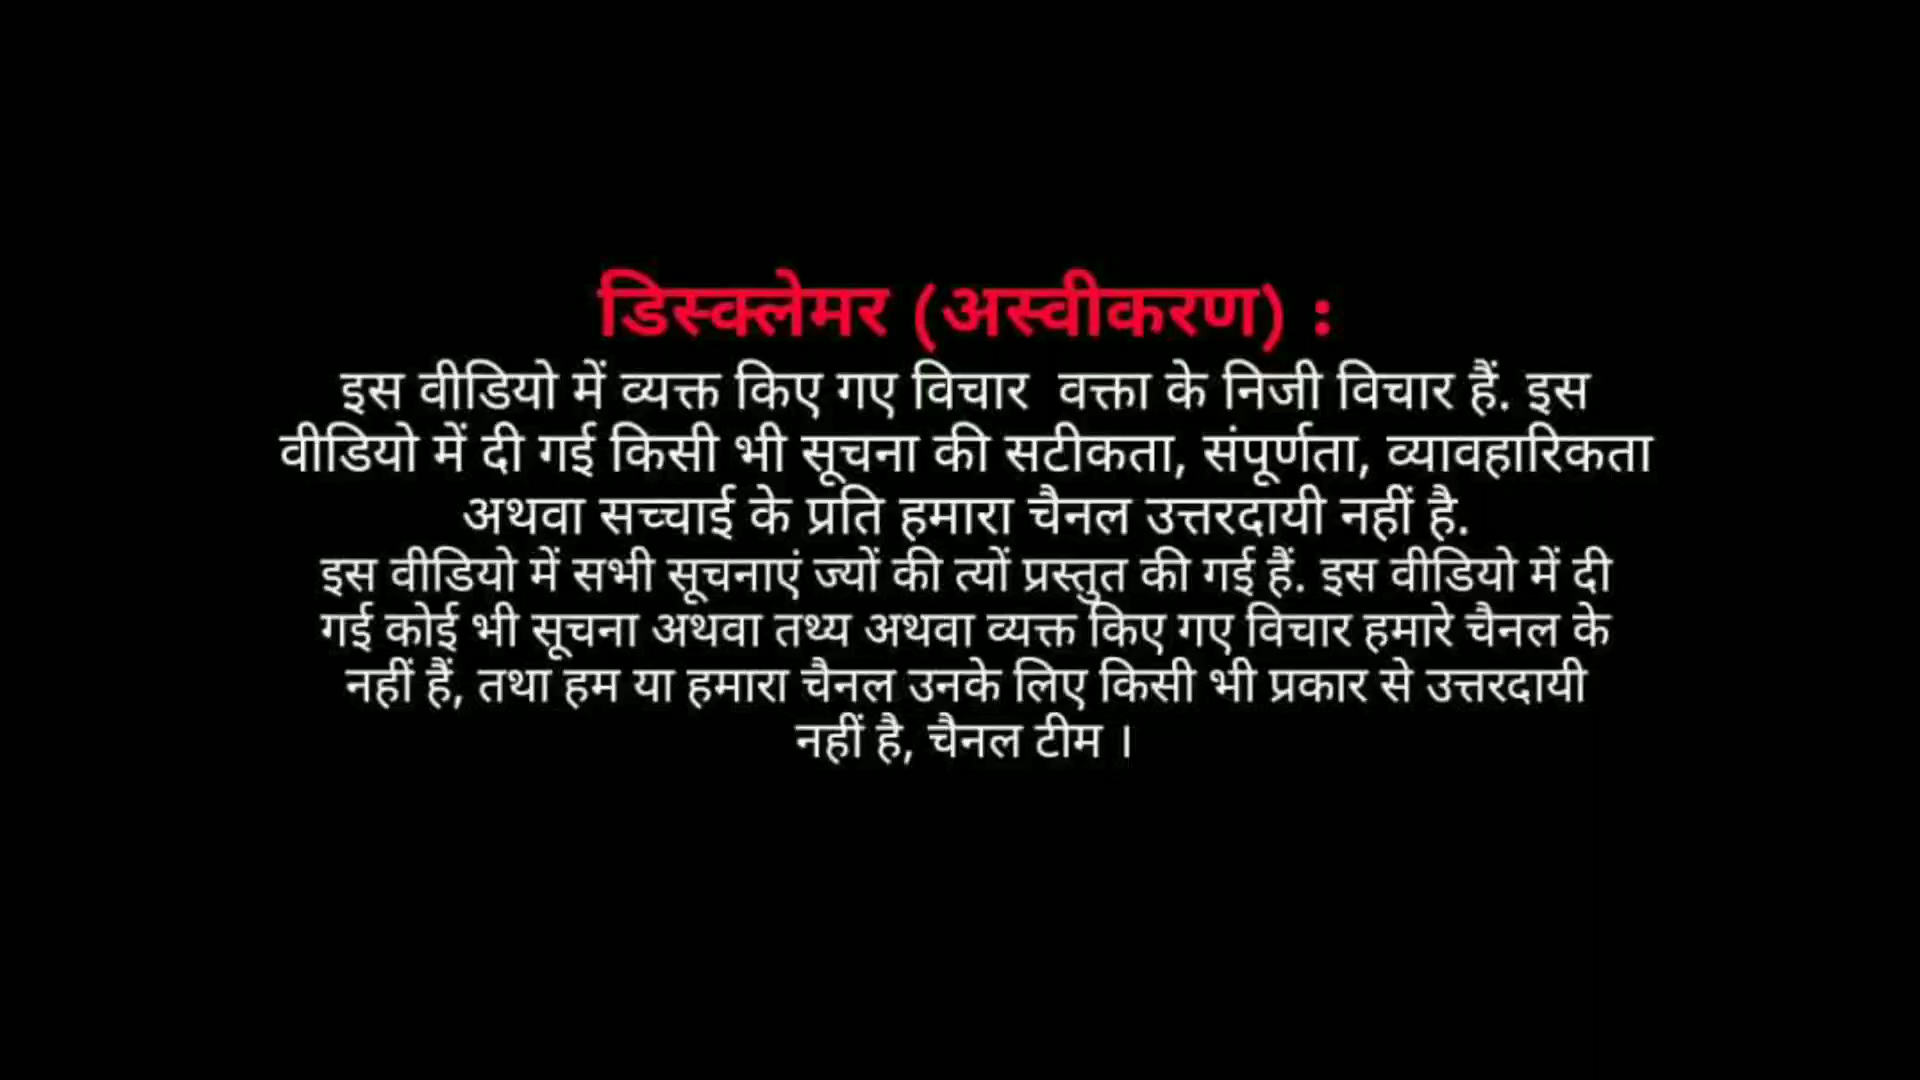 डिस्क्लेमर (अस्वीकरण) :
इस वीडियो में व्यक्त किए गए विचार वक्ता के निजी विचार हैं. इस
वीडियो में दी गई किसी भी सूचना की सटीकता, संपूर्णता, व्यावहारिकता
अथवा सच्चाई के प्रति हमारा चैनल उत्तरदायी नहीं है.
इस वीडियो में सभी सूचनाएं ज्यों की त्यों प्रस्तुत की गई हैं. इस वीडियो में दी
गई कोई भी सूचना अथवा तथ्य अथवा व्यक्त किए गए विचार हमारे चैनल के
नहीं हैं, तथा हम या हमारा चैनल उनके लिए किसी भी प्रकार से उत्तरदायी
नहीं है, चैनल टीम ।